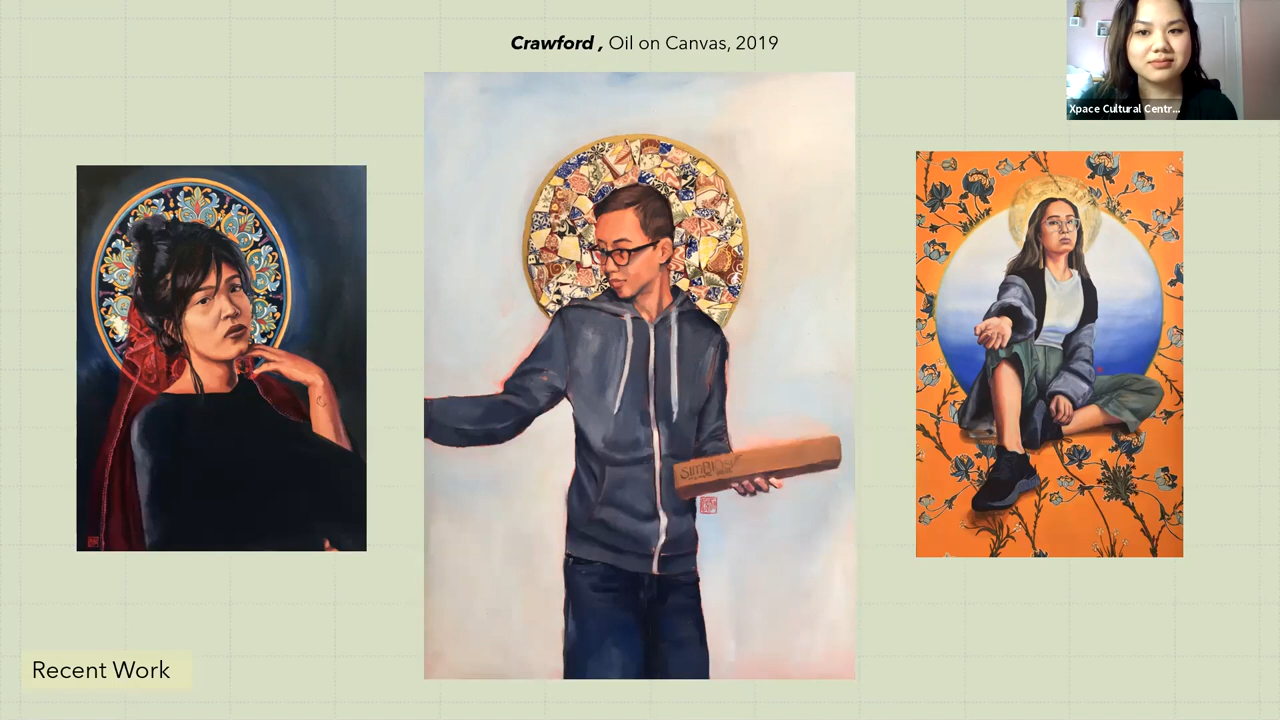 Crawford , Oil on Canvas, 2019
Xpace Cultural Centr...
Recent Work